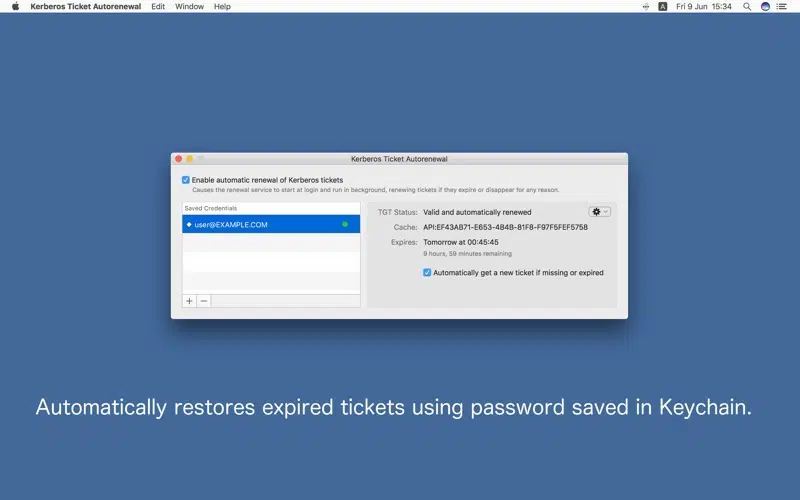 Kerberos Ticket Autorenewal Edit Window Help A Fri 9 Jun 15:34
Kerberos Ticket Autorenewal
Enable automatic renewal of Kerberos tickets
Causes the renewal service to start at login and run in background, renewing tickets if they expire or disappear for any reason.
Saved Credentials
user@EXAMPLE.COM
TGT Status: Valid and automatically renewed
Cache: API:EF43AB71-E653-4B4B-81F8-F97F5FEF5758
Expires: Tomorrow at 00:45:45
9 hours, 59 minutes remaining
Automatically get a new ticket if missing or expired
Automatically restores expired tickets using password saved in Keychain.